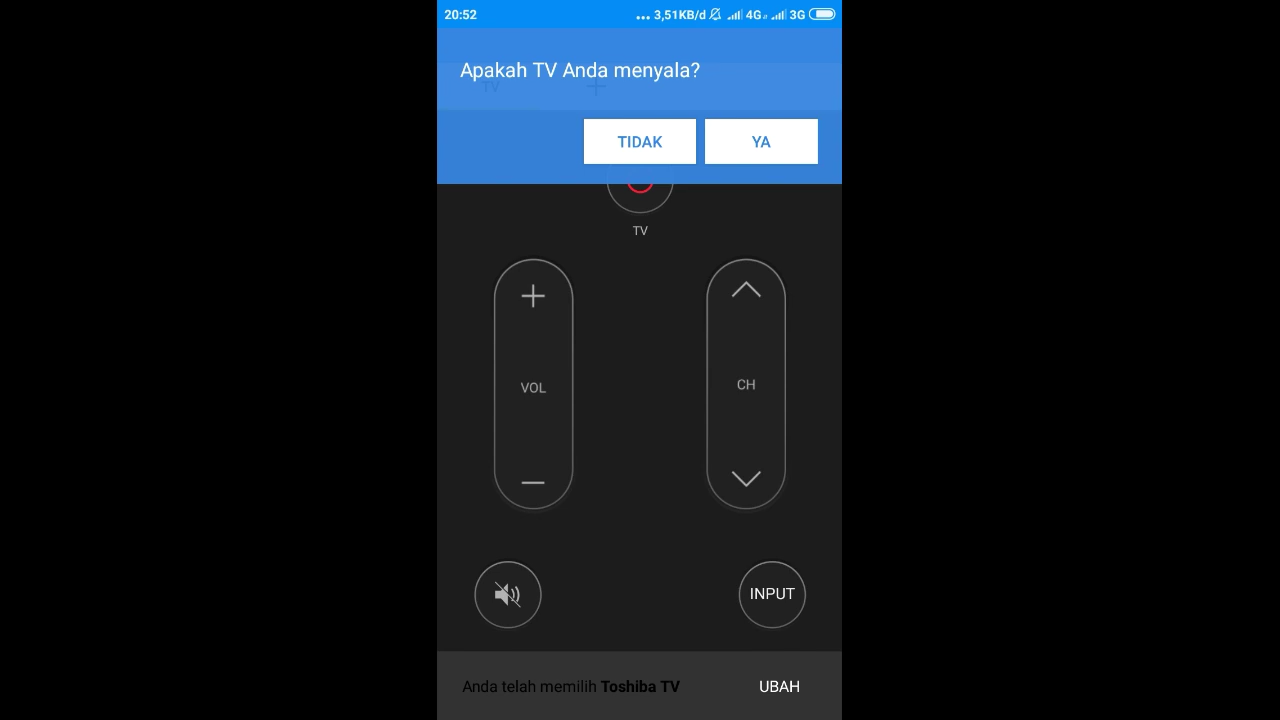 20:52 ... 3,51KB/d 4G 3G
Apakah TV Anda menyala?
TV +
TIDAK YA
TV
+
VOL CH
−
INPUT
Anda telah memilih Toshiba TV UBAH